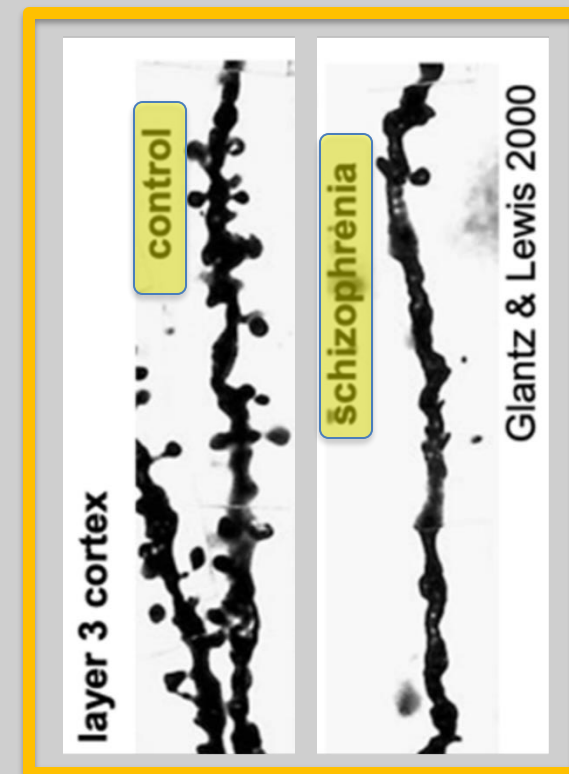 layer 3 cortex
control
schizophrenia
Glantz & Lewis 2000